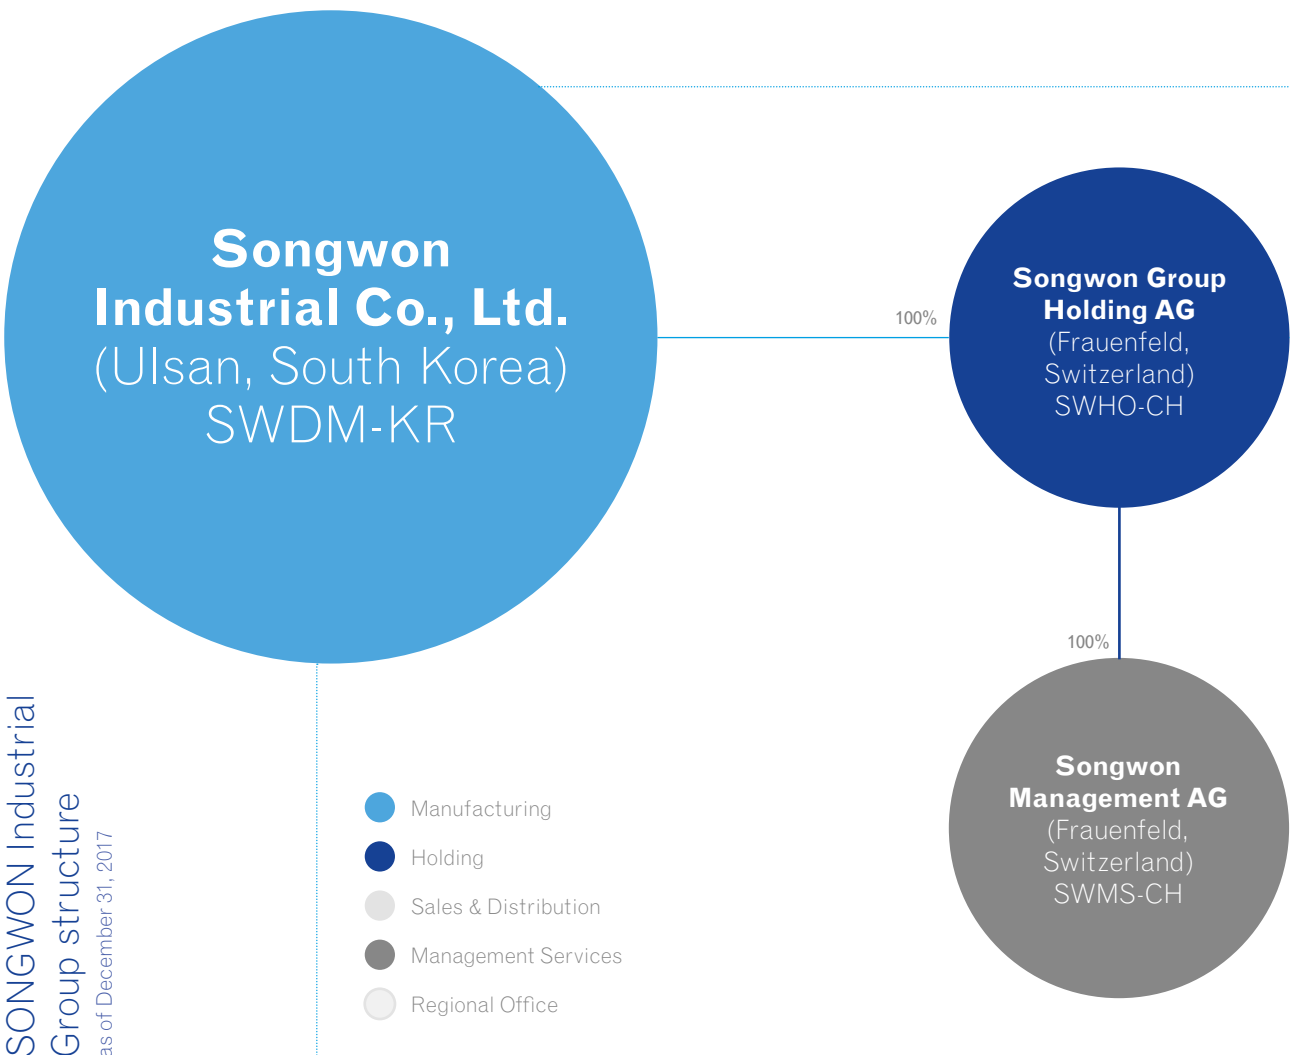 Songwon
Industrial Co., Ltd.
(Ulsan, South Korea)
SWDM-KR
100%
Songwon Group
Holding AG
(Frauenfeld,
Switzerland)
SWHO-CH
100%
Songwon
Management AG
(Frauenfeld,
Switzerland)
SWMS-CH
SONGWON Industrial
Group structure
as of December 31, 2017
Manufacturing
Holding
Sales & Distribution
Management Services
Regional Office